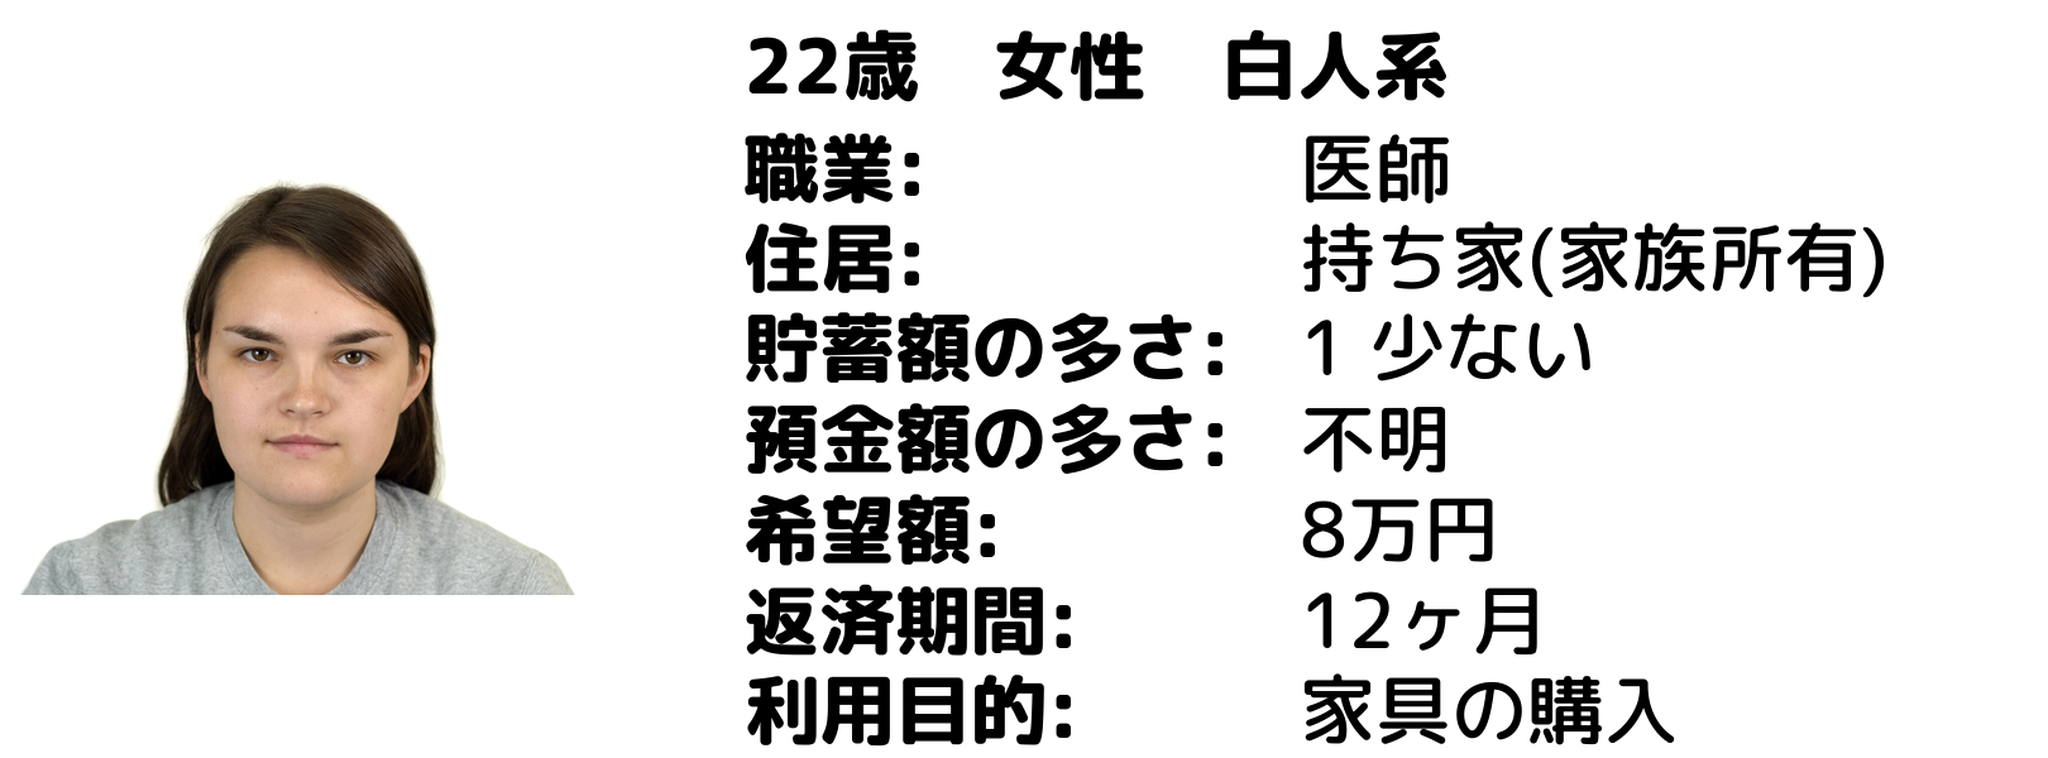 22歳　女性　白人系
職業: 医師
住居: 持ち家(家族所有)
貯蓄額の多さ: 1 少ない
預金額の多さ: 不明
希望額: 8万円
返済期間: 12ヶ月
利用目的: 家具の購入